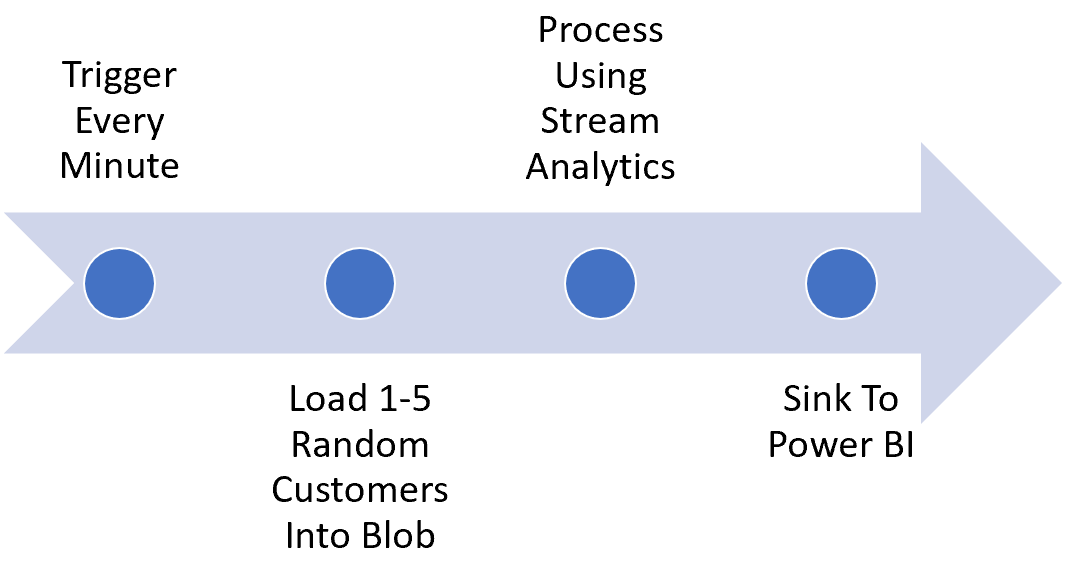 Trigger
Every
Minute
Load 1-5
Random
Customers
Into Blob
Process
Using
Stream
Analytics
Sink To
Power BI